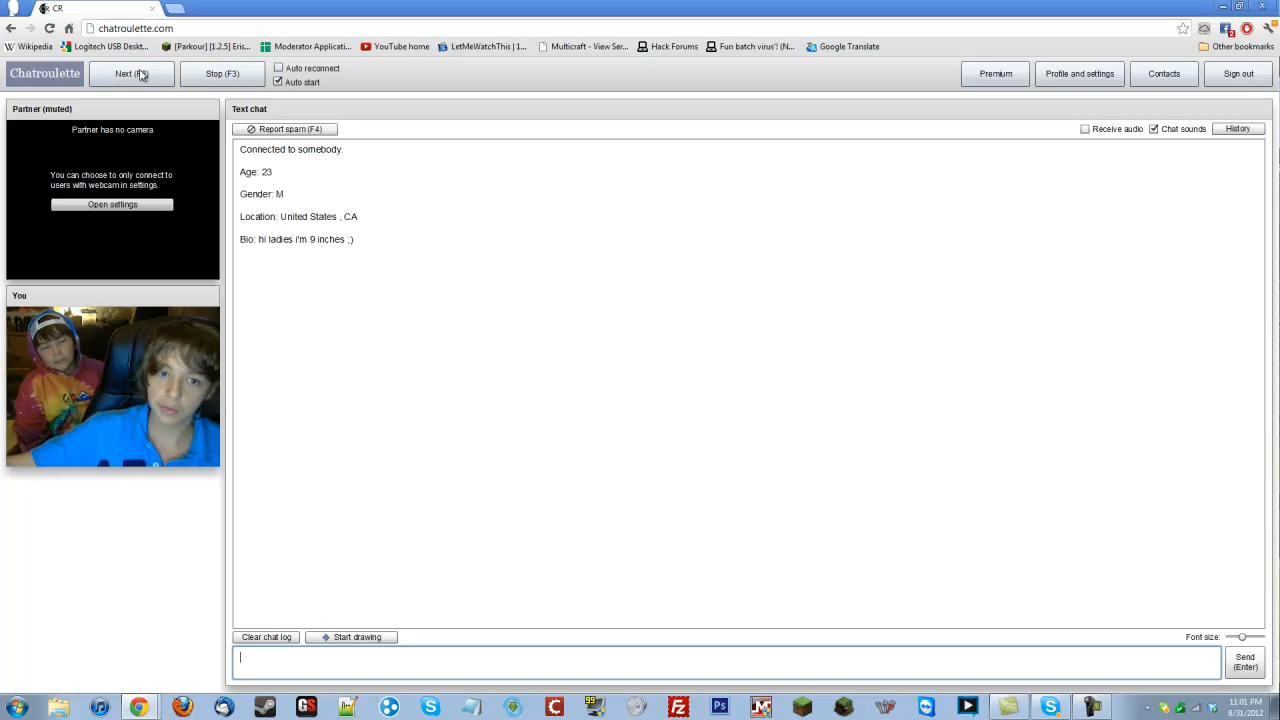 CR
chatroulette.com
Wikipedia
Logitech USB Deskt...
[Parkour] [1.2.5] Eris...
Moderator Applicati...
YouTube home
LetMeWatchThis | 1...
Multicraft - View Ser...
Hack Forums
Fun batch virus'! (N...
Google Translate
Other bookmarks
Chatroulette
Stop (F3)
Auto reconnect
Auto start
Premium
Profile and settings
Contacts
Sign out
Partner (muted)
Partner has no camera
You can choose to only connect to
users with webcam in settings.
Open settings
You
Text chat
Report spam (F4)
Receive audio
Chat sounds
History
Connected to somebody.
Age: 23
Gender: M
Location: United States , CA
Bio: hi ladies i'm 9 inches ;)
Clear chat log
Start drawing
Font size:
Send
(Enter)
99
Ps
11:01 PM
8/31/2012